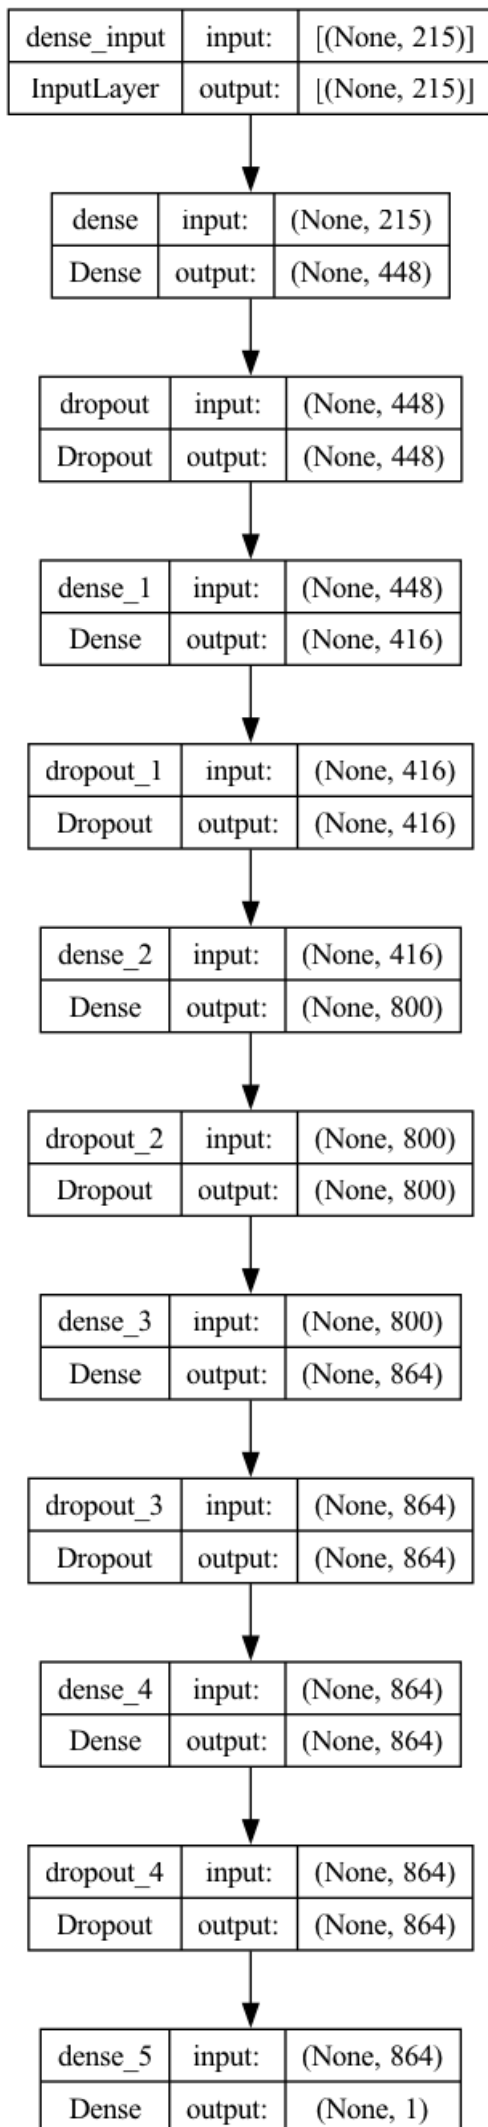 dense_input input: [(None, 215)]
InputLayer output: [(None, 215)]
dense input: (None, 215)
Dense output: (None, 448)
dropout input: (None, 448)
Dropout output: (None, 448)
dense_1 input: (None, 448)
Dense output: (None, 416)
dropout_1 input: (None, 416)
Dropout output: (None, 416)
dense_2 input: (None, 416)
Dense output: (None, 800)
dropout_2 input: (None, 800)
Dropout output: (None, 800)
dense_3 input: (None, 800)
Dense output: (None, 864)
dropout_3 input: (None, 864)
Dropout output: (None, 864)
dense_4 input: (None, 864)
Dense output: (None, 864)
dropout_4 input: (None, 864)
Dropout output: (None, 864)
dense_5 input: (None, 864)
Dense output: (None, 1)